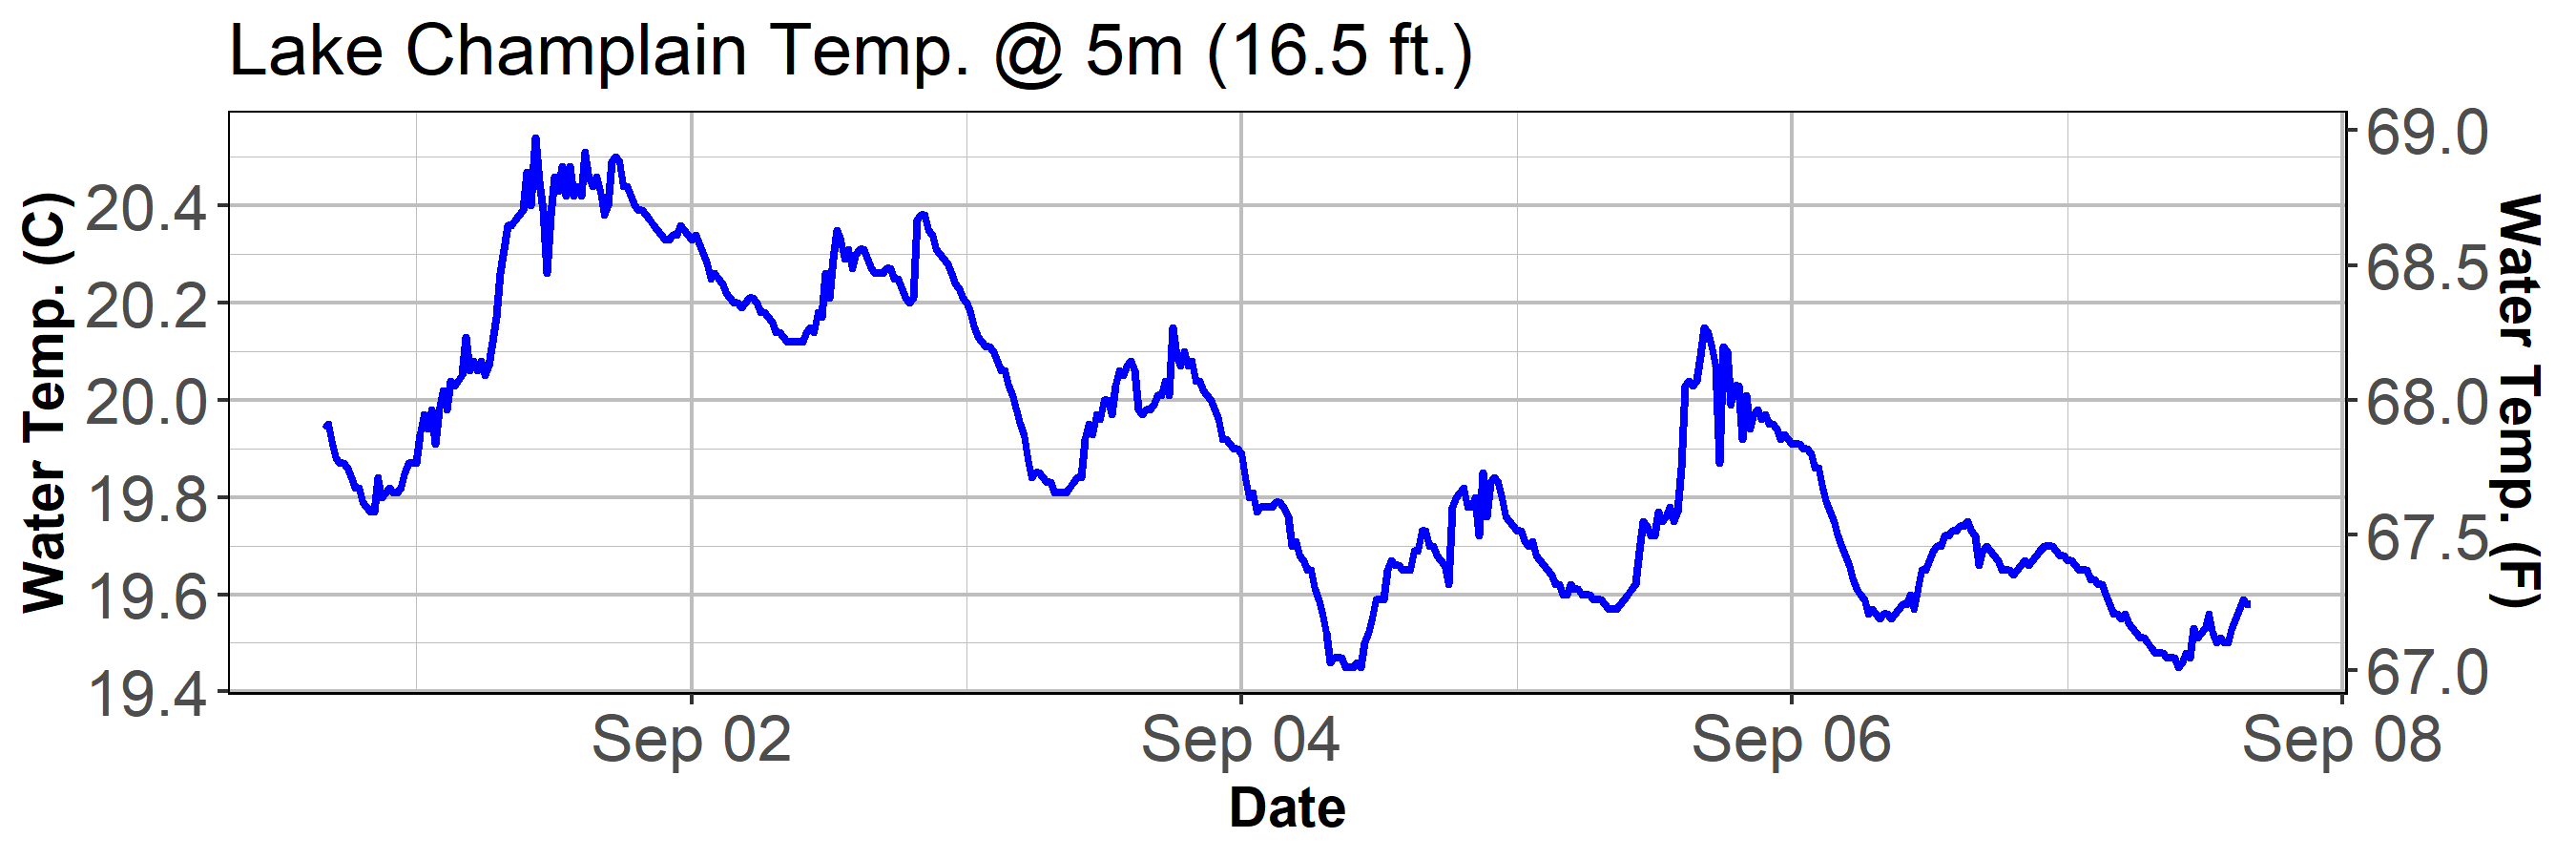 Lake Champlain Temp. @ 5m (16.5 ft.)
Water Temp. (C)
20.4
20.2
20.0
19.8
19.6
19.4
69.0
68.5
68.0
67.5
67.0
Water Temp. (F)
Sep 02 Sep 04 Sep 06 Sep 08
Date